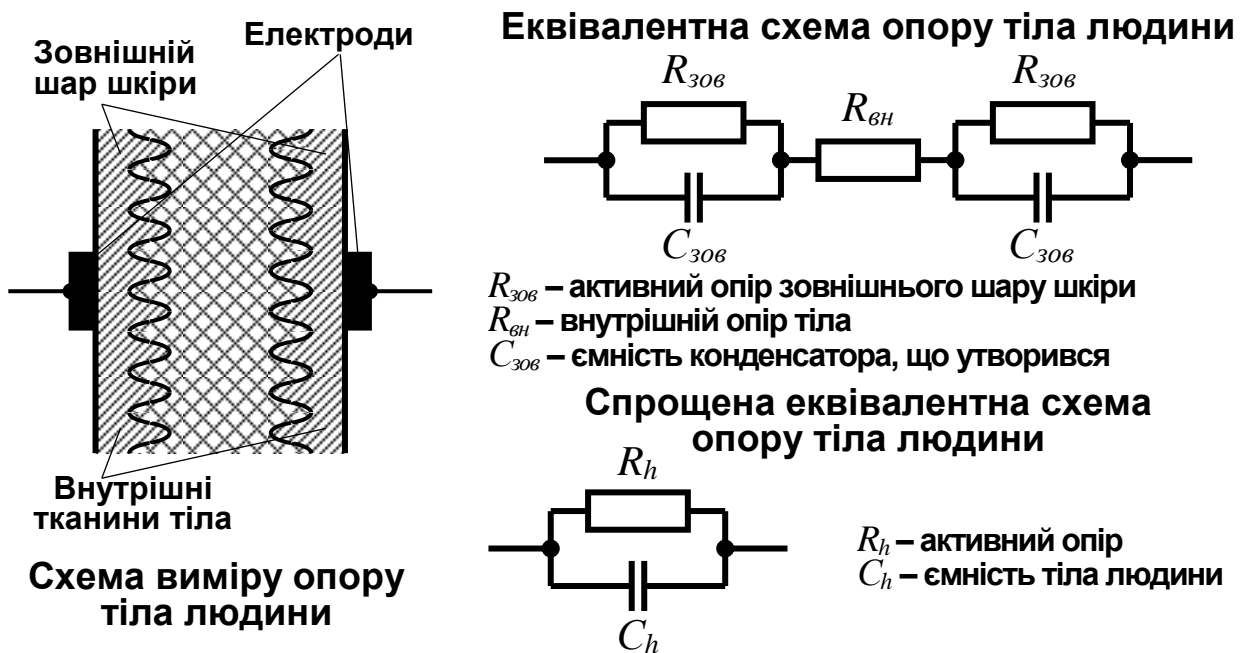 Зовнішній
шар шкіри
Електроди
Внутрішні
тканини тіла
Схема виміру опору
тіла людини
Еквівалентна схема опору тіла людини
Rзов
Rвн
Rзов
Cзов
Cзов
Rзов – активний опір зовнішнього шару шкіри
Rвн – внутрішній опір тіла
Cзов – ємність конденсатора, що утворився
Спрощена еквівалентна схема
опору тіла людини
Rh
Ch
Rh – активний опір
Ch – ємність тіла людини